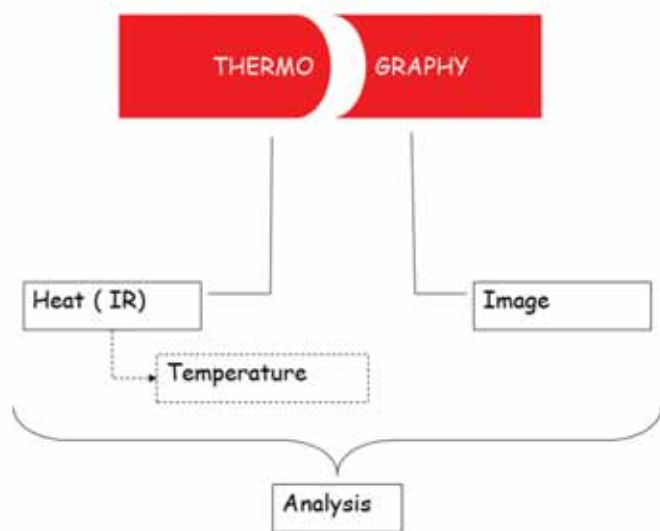 THERMO GRAPHY
Heat ( IR)
Image
Temperature
Analysis